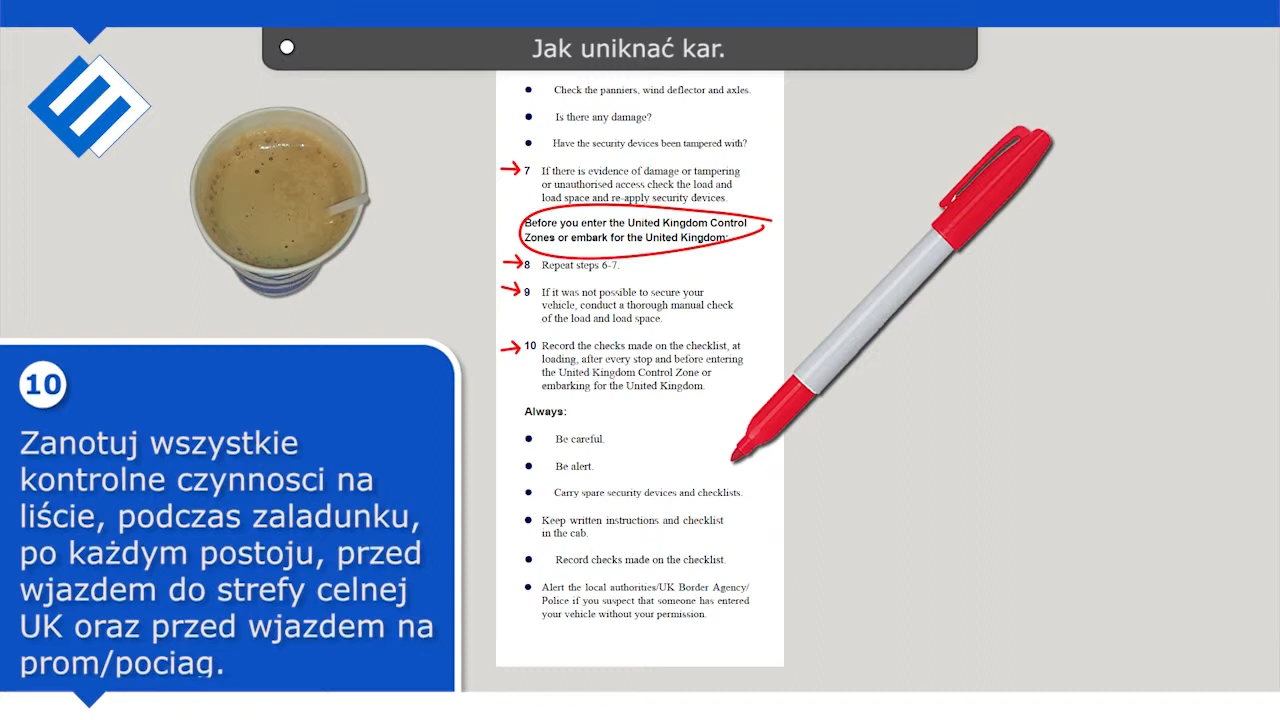 Jak uniknać kar.
Check the panniers, wind deflector and axles.
Is there any damage?
Have the security devices been tampered with?
7 If there is evidence of damage or tampering
or unauthorised access check the load and
load space and re-apply security devices.
Before you enter the United Kingdom Control
Zones or embark for the United Kingdom:
8 Repeat steps 6-7.
9 If it was not possible to secure your
vehicle, conduct a thorough manual check
of the load and load space.
10 Record the checks made on the checklist, at
loading, after every stop and before entering
the United Kingdom Control Zone or
embarking for the United Kingdom.
Always:
Be careful.
Be alert.
Carry spare security devices and checklists.
Keep written instructions and checklist
in the cab.
Record checks made on the checklist.
Alert the local authorities/UK Border Agency/
Police if you suspect that someone has entered
your vehicle without your permission.
10
Zanotuj wszystkie
kontrolne czynnosci na
liście, podczas zaladunku,
po każdym postoju, przed
wjazdem do strefy celnej
UK oraz przed wjazdem na
prom/pociąg.